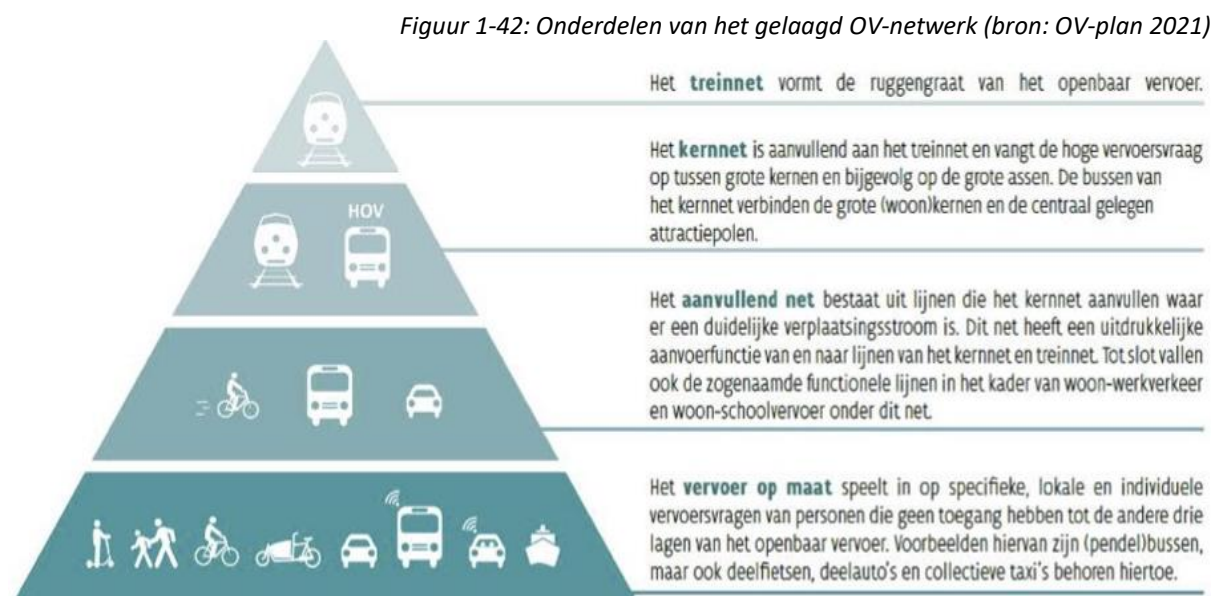 Figuur 1-42: Onderdelen van het gelaagd OV-netwerk (bron: OV-plan 2021)
Het treinnet vormt de ruggengraat van het openbaar vervoer.
Het kernnet is aanvullend aan het treinnet en vangt de hoge vervoersvraag
op tussen grote kernen en bijgevolg op de grote assen. De bussen van
het kernnet verbinden de grote (woon)kernen en de centraal gelegen
attractiepolen.
HOV
Het aanvullend net bestaat uit lijnen die het kernnet aanvullen waar
er een duidelijke verplaatsingsstroom is. Dit net heeft een uitdrukkelijke
aanvoerfunctie van en naar lijnen van het kernnet en treinnet. Tot slot vallen
ook de zogenaamde functionele lijnen in het kader van woon-werkverkeer
en woon-schoolvervoer onder dit net.
Het vervoer op maat speelt in op specifieke, lokale en individuele
vervoersvragen van personen die geen toegang hebben tot de andere drie
lagen van het openbaar vervoer. Voorbeelden hiervan zijn (pendel)bussen,
maar ook deelfietsen, deelauto's en collectieve taxi's behoren hiertoe.